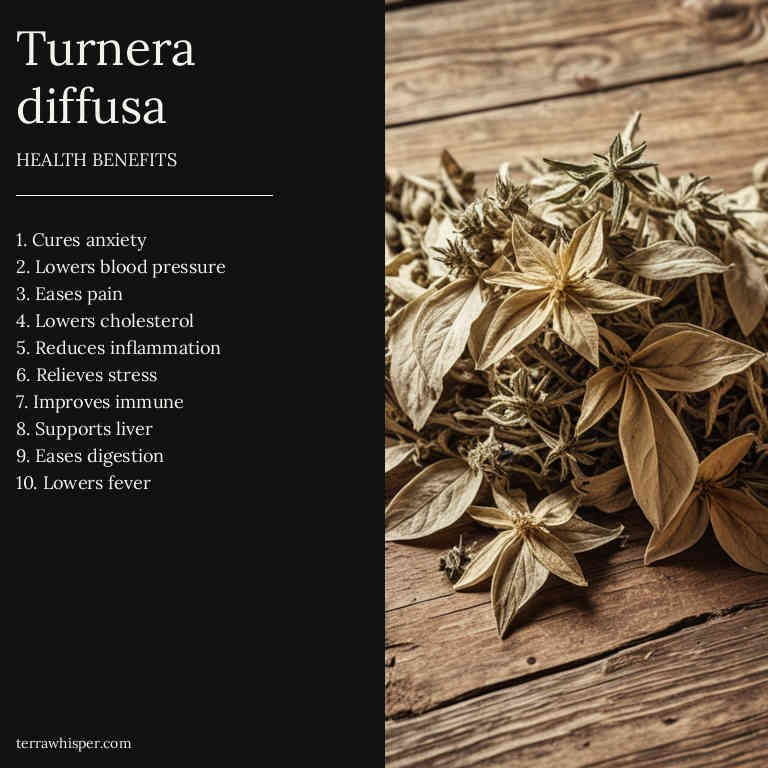 Turnera
diffusa
HEALTH BENEFITS
1. Cures anxiety
2. Lowers blood pressure
3. Eases pain
4. Lowers cholesterol
5. Reduces inflammation
6. Relieves stress
7. Improves immune
8. Supports liver
9. Eases digestion
10. Lowers fever
terrawhisper.com